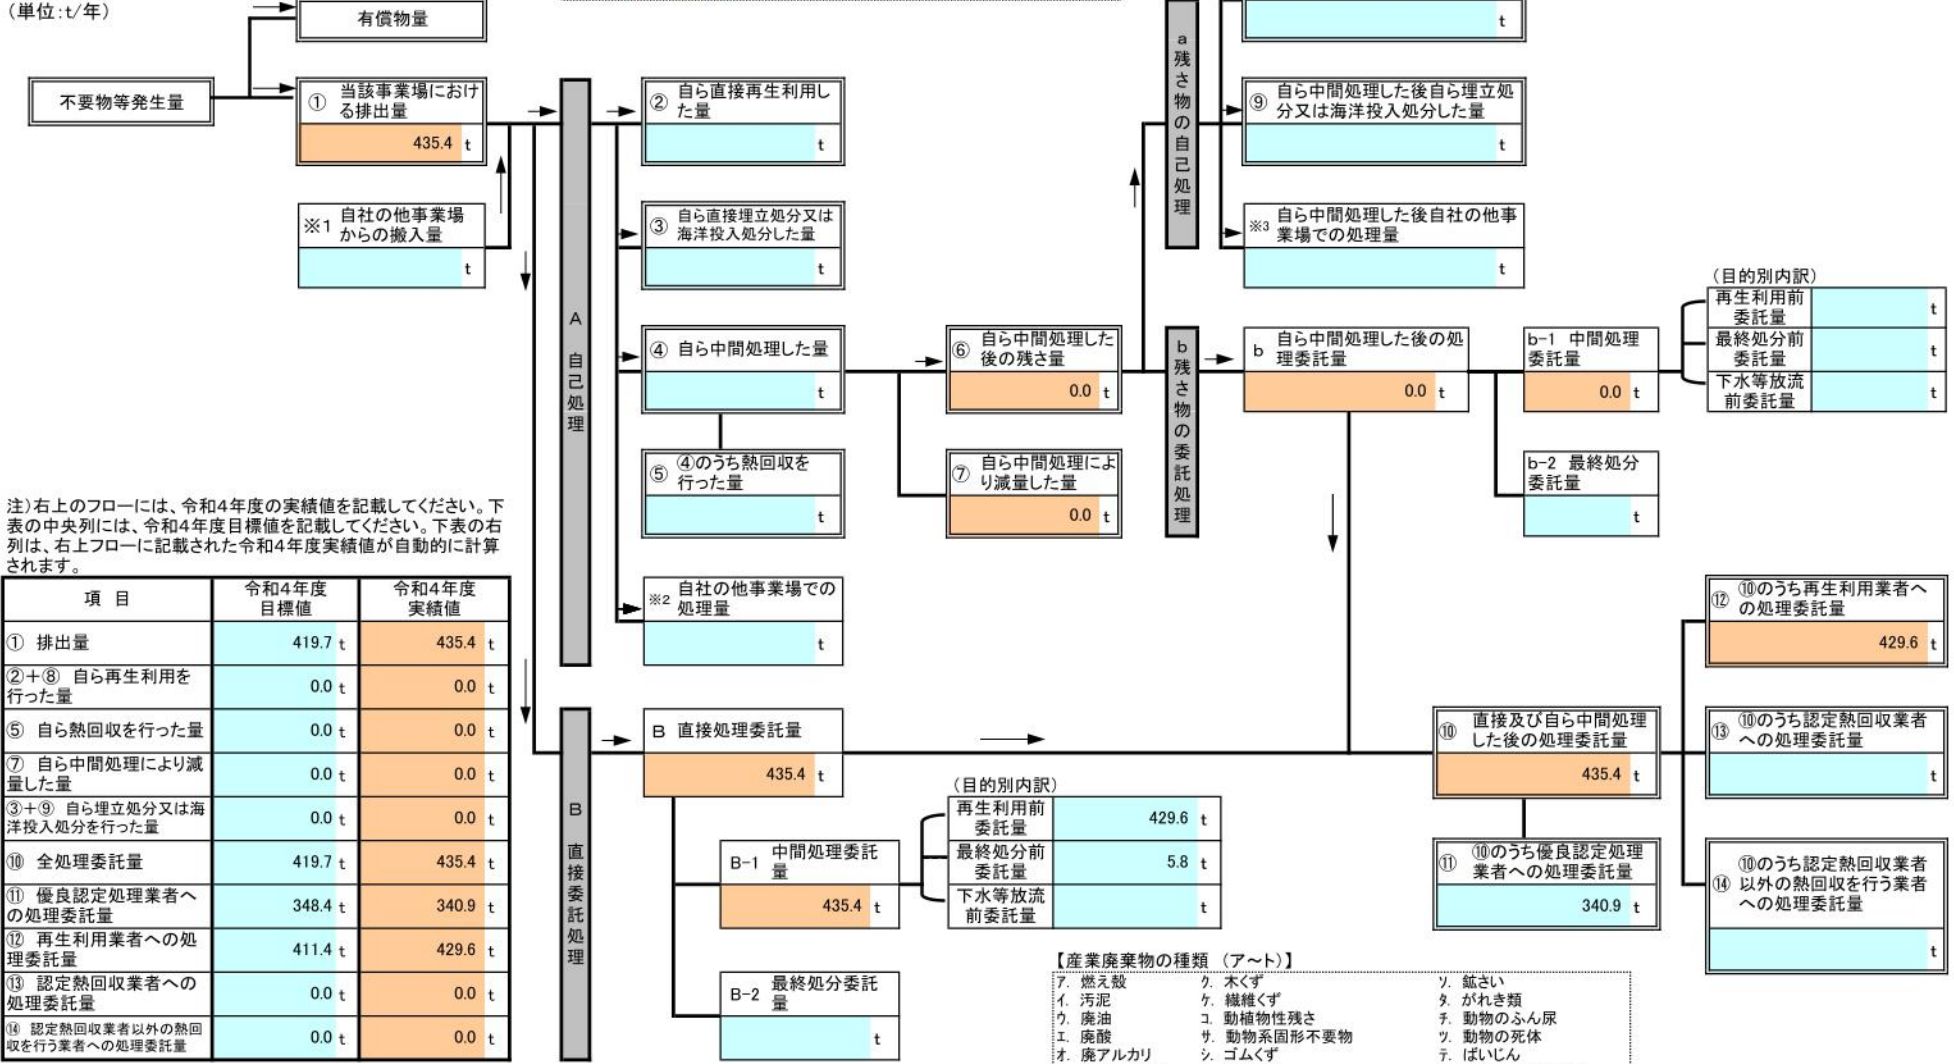 (単位:t/年)
有償物量
t
不要物等発生量
① 当該事業場におけ
る排出量
435.4 t
※1 自社の他事業場
からの搬入量
t
A 自己処理
② 自ら直接再生利用し
た量
t
③ 自ら直接埋立処分又は
海洋投入処分した量
t
④ 自ら中間処理した量
t
⑤ ④のうち熱回収を
行った量
t
※2 自社の他事業場での
処理量
t
⑥ 自ら中間処理した
後の残さ量
0.0 t
⑦ 自ら中間処理によ
り減量した量
0.0 t
a残さ物の自己処理
⑨ 自ら中間処理した後自ら埋立処
分又は海洋投入処分した量
t
※3 自ら中間処理した後自社の他事
業場での処理量
t
b残さ物の委託処理
b 自ら中間処理した後の処
理委託量
0.0 t
b-1 中間処理
委託量
0.0 t
b-2 最終処分
委託量
t
(目的別内訳)
再生利用前
委託量
t
最終処分前
委託量
t
下水等放流
前委託量
t
注)右上のフローには、令和4年度の実績値を記載してください。下
表の中央列には、令和4年度目標値を記載してください。下表の右
列は、右上フローに記載された令和4年度実績値が自動的に計算
されます。
項 目 令和4年度
目標値 令和4年度
実績値
① 排出量 419.7 t 435.4 t
②+⑧ 自ら再生利用を
行った量 0.0 t 0.0 t
⑤ 自ら熱回収を行った量 0.0 t 0.0 t
⑦ 自ら中間処理により減
量した量 0.0 t 0.0 t
③+⑨ 自ら埋立処分又は海
洋投入処分を行った量 0.0 t 0.0 t
⑩ 全処理委託量 419.7 t 435.4 t
⑪ 優良認定処理業者へ
の処理委託量 348.4 t 340.9 t
⑫ 再生利用業者への処
理委託量 411.4 t 429.6 t
⑬ 認定熱回収業者への
処理委託量 0.0 t 0.0 t
⑭ 認定熱回収業者以外の熱回
収を行う業者への処理委託量 0.0 t 0.0 t
B 直接委託処理
B 直接処理委託量
435.4 t
B-1 中間処理委託
量
435.4 t
B-2 最終処分委託
量
t
(目的別内訳)
再生利用前
委託量
429.6 t
最終処分前
委託量
5.8 t
下水等放流
前委託量
t
⑩ 直接及び自ら中間処理
した後の処理委託量
435.4 t
⑪ ⑩のうち優良認定処理
業者への処理委託量
340.9 t
⑫ ⑩のうち再生利用業者へ
の処理委託量
429.6 t
⑬ ⑩のうち認定熱回収業者
への処理委託量
t
⑭ ⑩のうち認定熱回収業者
以外の熱回収を行う業者
への処理委託量
t
【産業廃棄物の種類 (ア~ト)】
ア. 燃え殻 ク. 木くず ソ. 鉱さい
イ. 汚泥 ケ. 繊維くず タ. がれき類
ウ. 廃油 コ. 動植物性残さ チ. 動物のふん尿
エ. 廃酸 サ. 動物系固形不要物 ツ. 動物の死体
オ. 廃アルカリ シ. ゴムくず テ. ばいじん